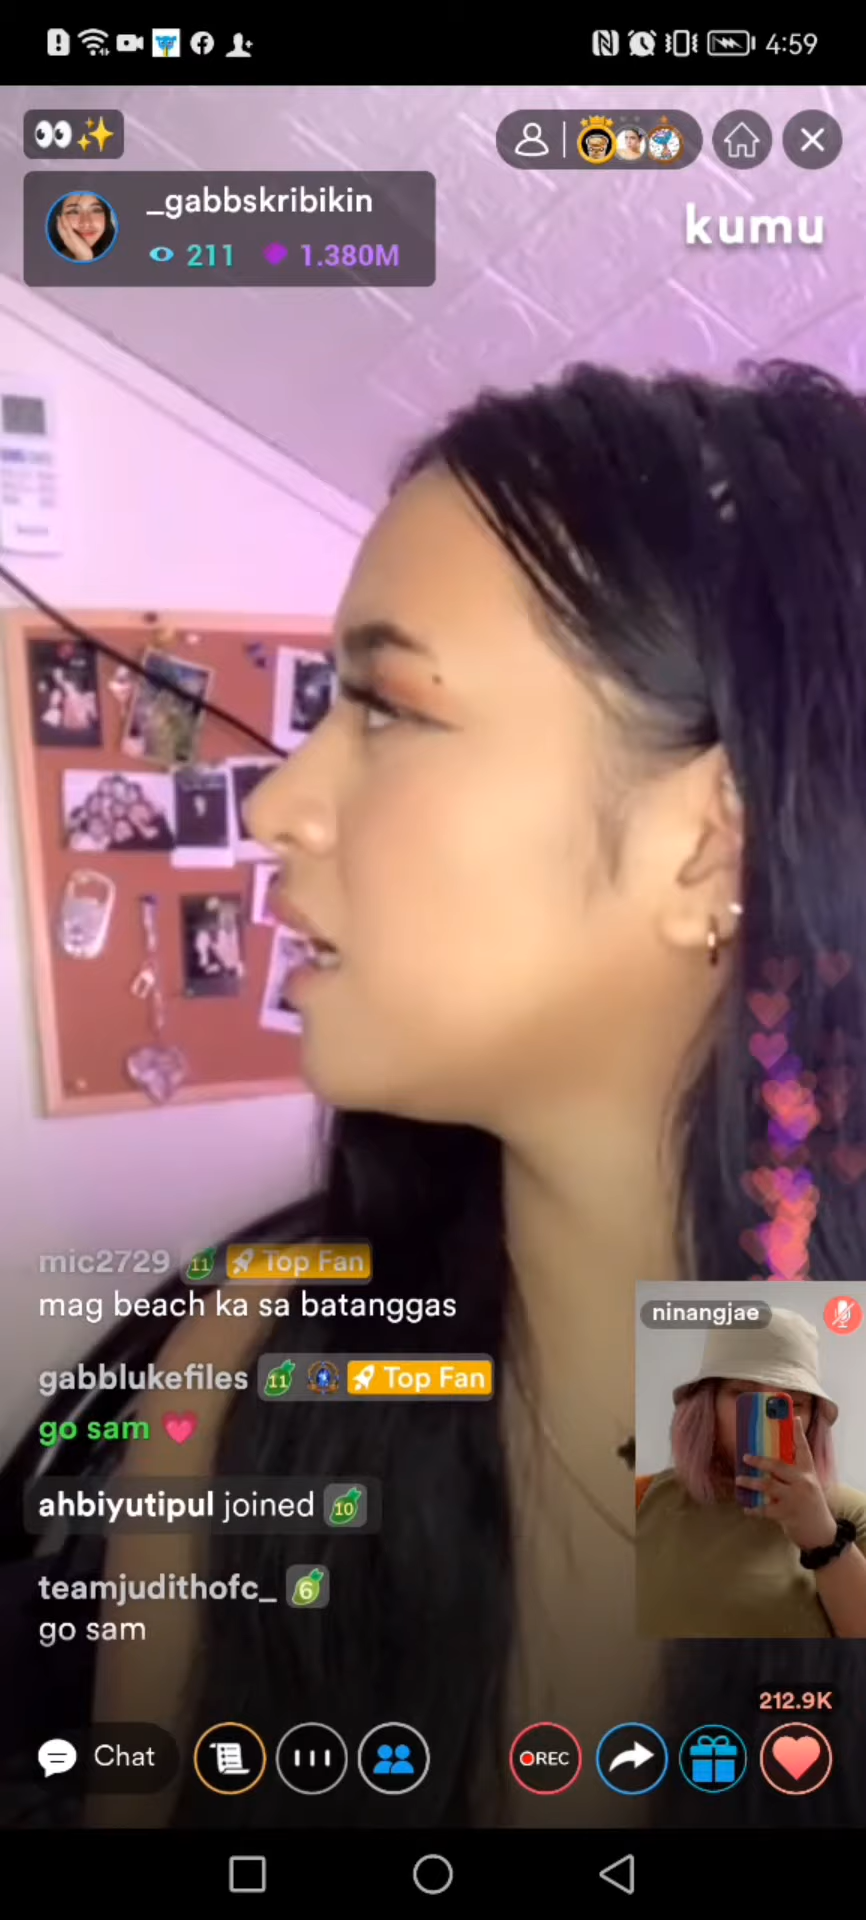 4:59
👀✨
_gabbskribikin
211 1.380M
kumu
mic2729 11 Top Fan
mag beach ka sa batanggas
gabblukefiles 11 Top Fan
go sam 💗
ahbiyutipul joined 10
teamjudithofc_ 6
go sam
ninangjae
212.9K
Chat
REC